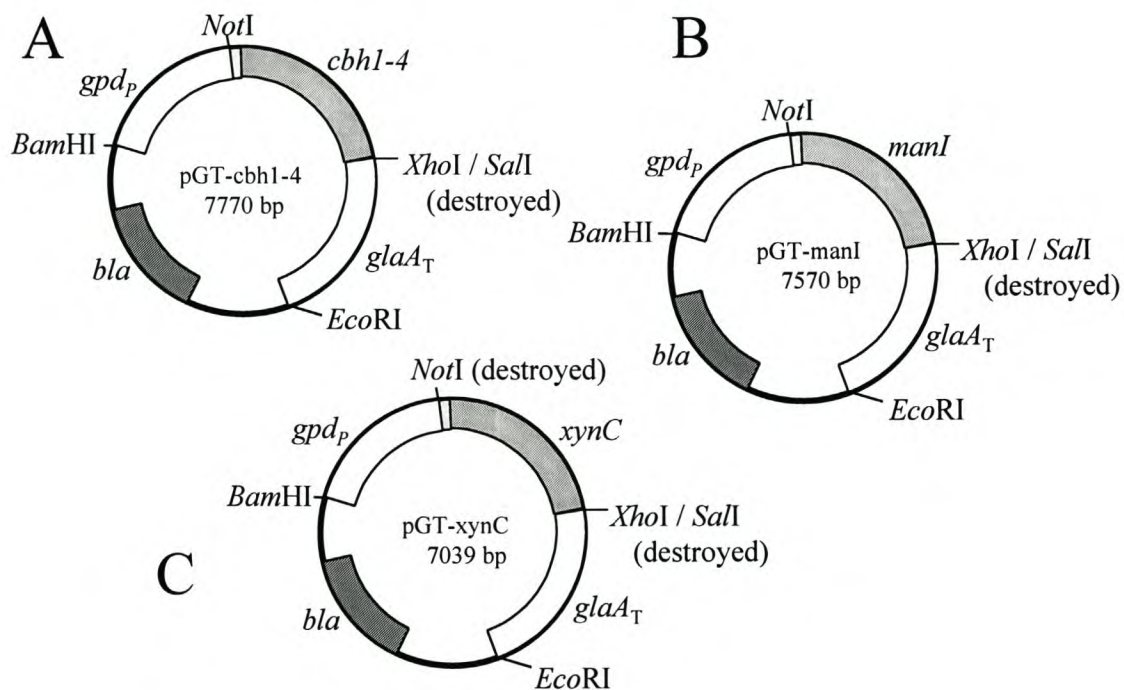 A
NotI
cbh1-4
gpdP
BamHI
pGT-cbh1-4
7770 bp
XhoI / SalI
(destroyed)
bla
glaAT
EcoRI
B
NotI
manI
gpdP
BamHI
pGT-manI
7570 bp
XhoI / SalI
(destroyed)
bla
glaAT
EcoRI
C
NotI (destroyed)
gpdP
xynC
BamHI
pGT-xynC
7039 bp
XhoI / SalI
(destroyed)
bla
glaAT
EcoRI